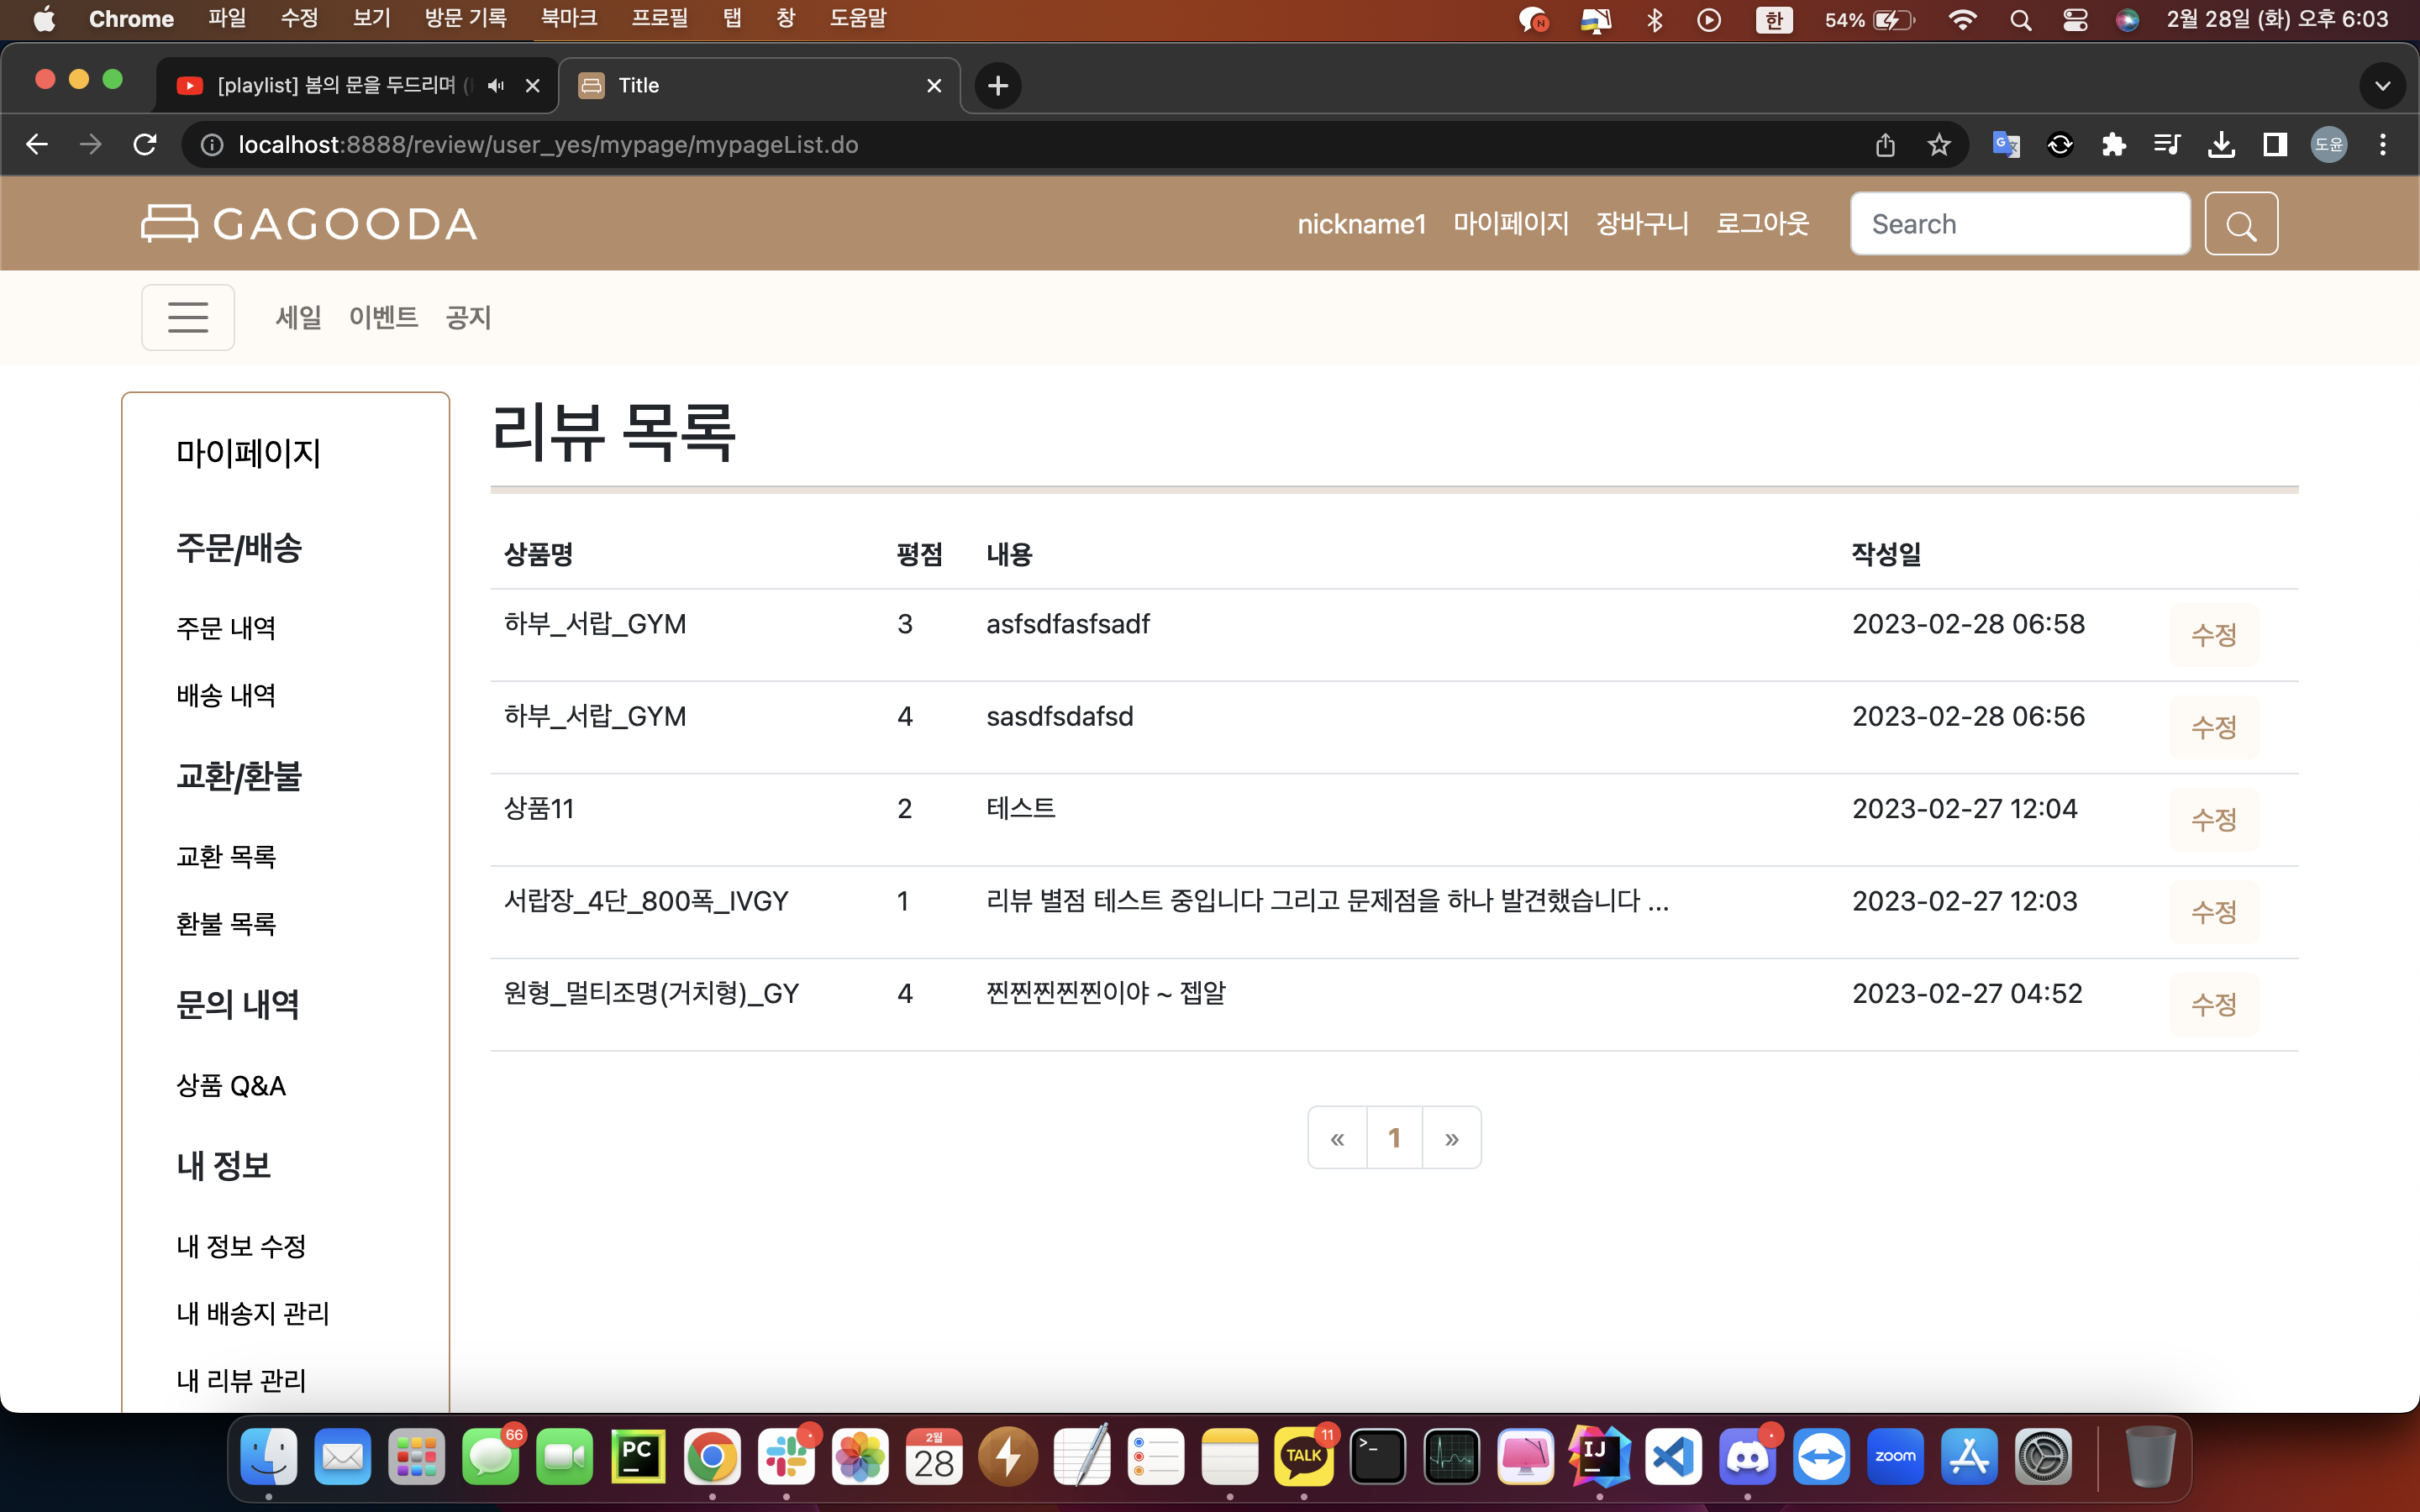 Chrome 파일 수정 보기 방문 기록 북마크 프로필 탭 창 도움말 한 54% 2월 28일 (화) 오후 6:03
[playlist] 봄의 문을 두드리며 ( Title
localhost:8888/review/user_yes/mypage/mypageList.do 도윤
GAGOODA nickname1 마이페이지 장바구니 로그아웃 Search
세일 이벤트 공지
마이페이지
주문/배송
주문 내역
배송 내역
교환/환불
교환 목록
환불 목록
문의 내역
상품 Q&A
내 정보
내 정보 수정
내 배송지 관리
내 리뷰 관리
리뷰 목록
상품명 평점 내용 작성일
하부_서랍_GYM 3 asfsdfasfsadf 2023-02-28 06:58 수정
하부_서랍_GYM 4 sasdfsdafsd 2023-02-28 06:56 수정
상품11 2 테스트 2023-02-27 12:04 수정
서랍장_4단_800폭_IVGY 1 리뷰 별점 테스트 중입니다 그리고 문제점을 하나 발견했습니다 ... 2023-02-27 12:03 수정
원형_멀티조명(거치형)_GY 4 찐찐찐찐찐이야 ~ 젭알 2023-02-27 04:52 수정
« 1 »
66 PC 2월 28 TALK 11 >_ IJ zoom